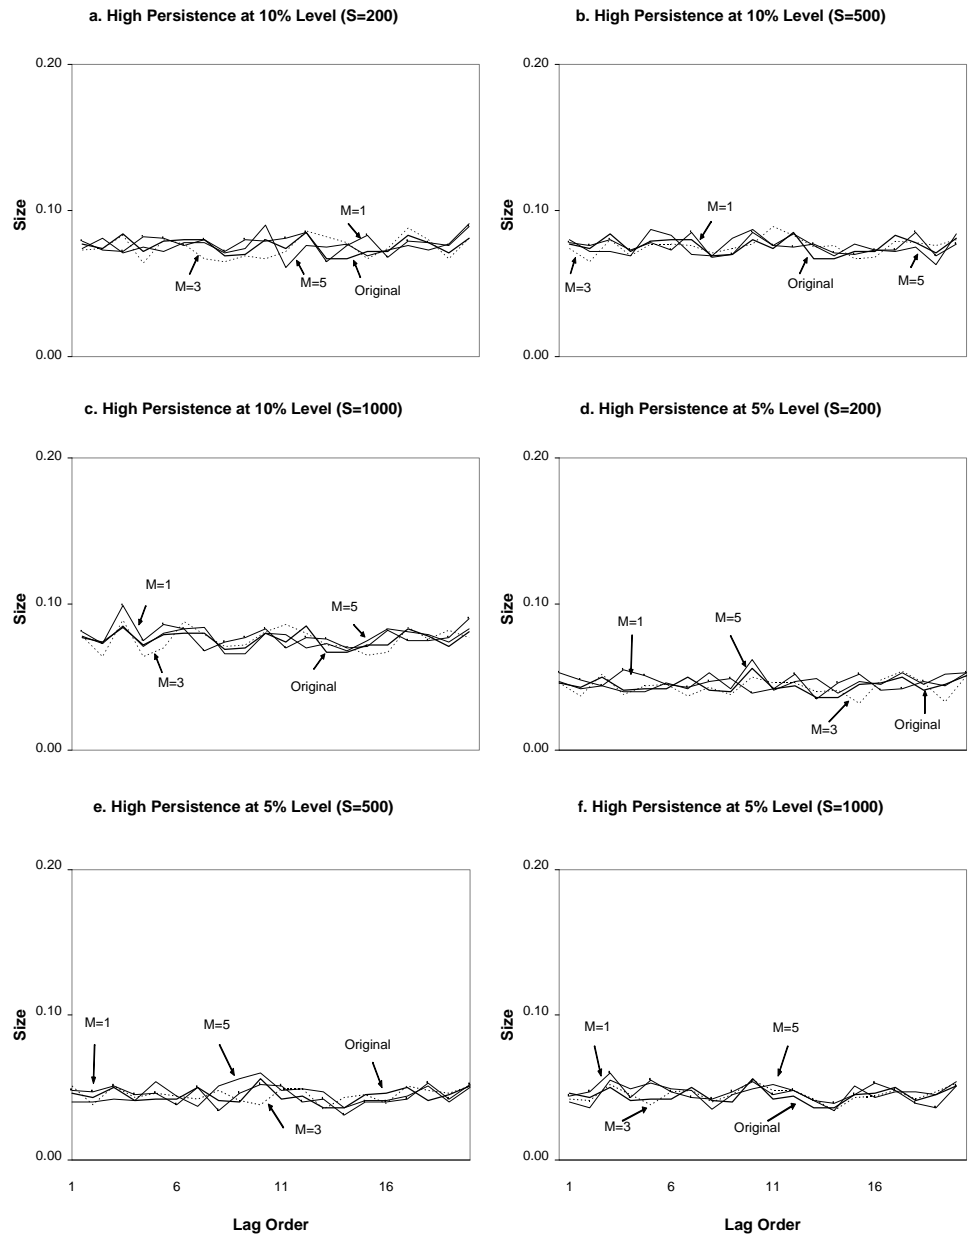 a. High Persistence at 10% Level (S=200)
b. High Persistence at 10% Level (S=500)
0.20
0.10
0.00
Size
M=1
M=3
M=5
Original
0.20
0.10
0.00
Size
M=1
M=3
Original
M=5
c. High Persistence at 10% Level (S=1000)
d. High Persistence at 5% Level (S=200)
0.20
0.10
0.00
Size
M=1
M=5
M=3
Original
0.20
0.10
0.00
Size
M=1
M=5
M=3
Original
e. High Persistence at 5% Level (S=500)
f. High Persistence at 5% Level (S=1000)
0.20
0.10
0.00
Size
M=1
M=5
Original
M=3
1
6
11
16
Lag Order
0.20
0.10
0.00
Size
M=1
M=5
M=3
Original
1
6
11
16
Lag Order